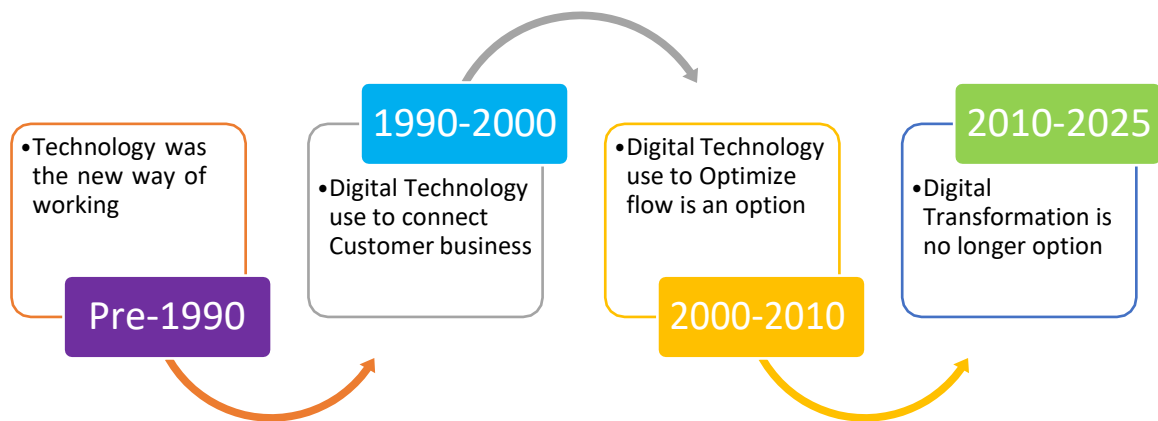 •Technology was
the new way of
working
Pre-1990
1990-2000
•Digital Technology
use to connect
Customer business
•Digital Technology
use to Optimize
flow is an option
2000-2010
2010-2025
•Digital
Transformation is
no longer option